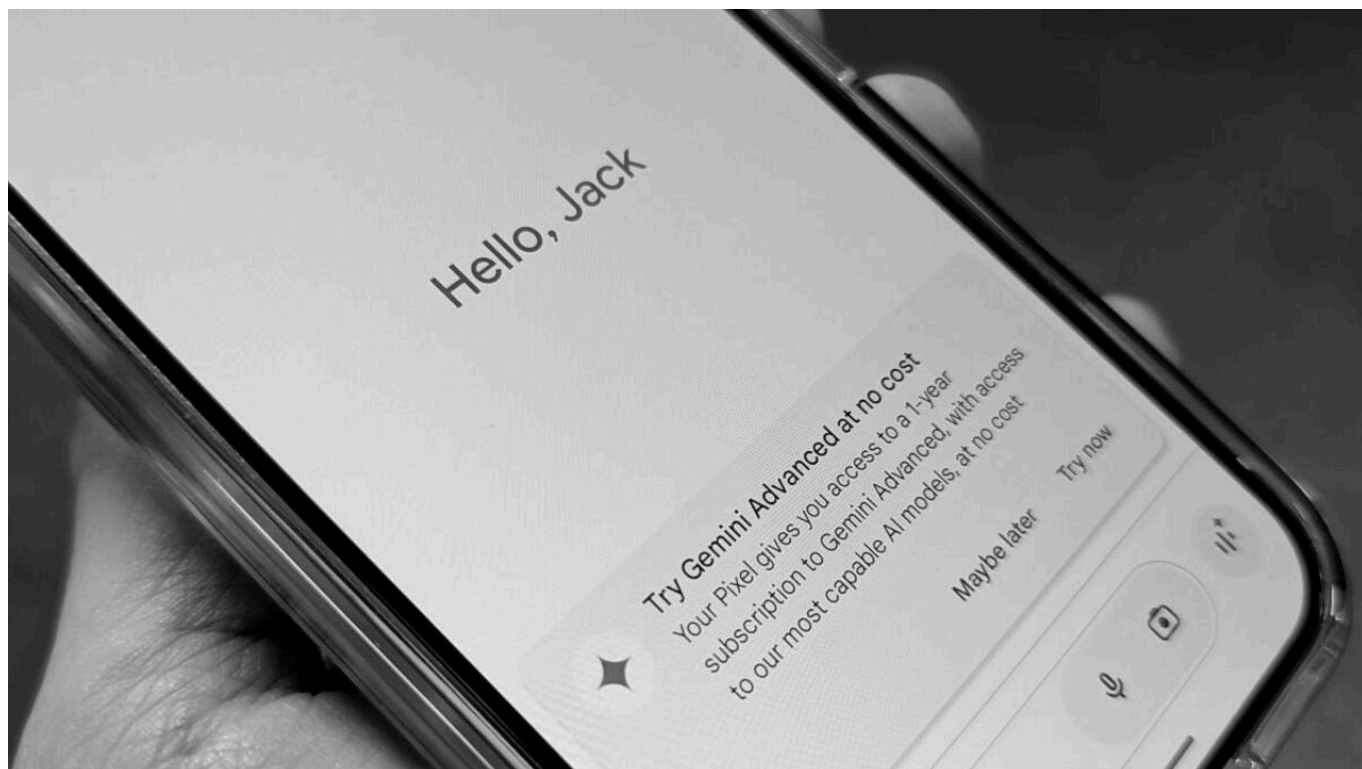 Hello, Jack
Try Gemini Advanced at no cost
Your Pixel gives you access to a 1-year
subscription to Gemini Advanced, with access
to our most capable AI models, at no cost
Maybe later
Try now